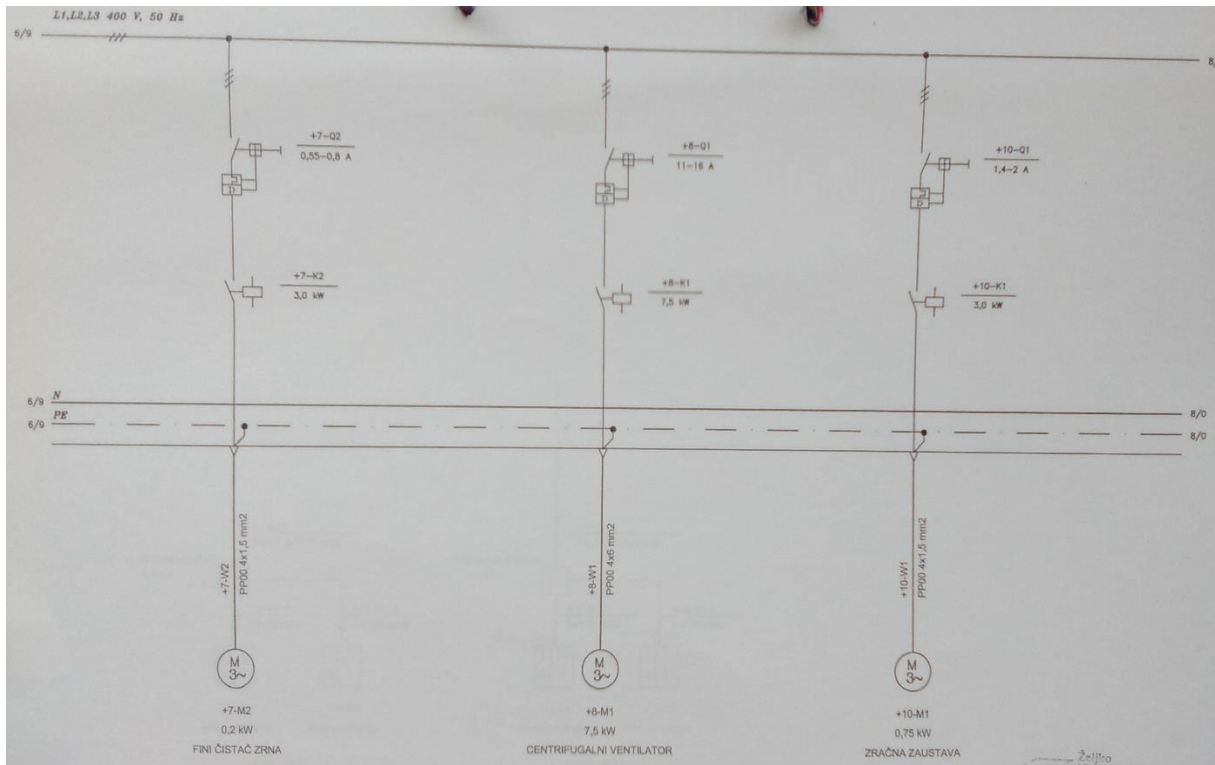 L1,L2,L3 400 V, 50 Hz
6/9
8/
+7-Q2
0,55-0,8 A
+8-Q1
11-16 A
+10-Q1
1,4-2 A
D
D
D
+7-K2
3,0 kW
+8-K1
7,5 kW
+10-K1
3,0 kW
6/9 N
8/0
6/9 PE
8/0
+7-W2
PP00 4x1,5 mm2
+8-W1
PP00 4x6 mm2
+10-W1
PP00 4x1,5 mm2
M
3~
M
3~
M
3~
+7-M2
0,2 kW
FINI ČISTAČ ZRNA
+8-M1
7,5 kW
CENTRIFUGALNI VENTILATOR
+10-M1
0,75 kW
ZRAČNA ZAUSTAVA
Željko